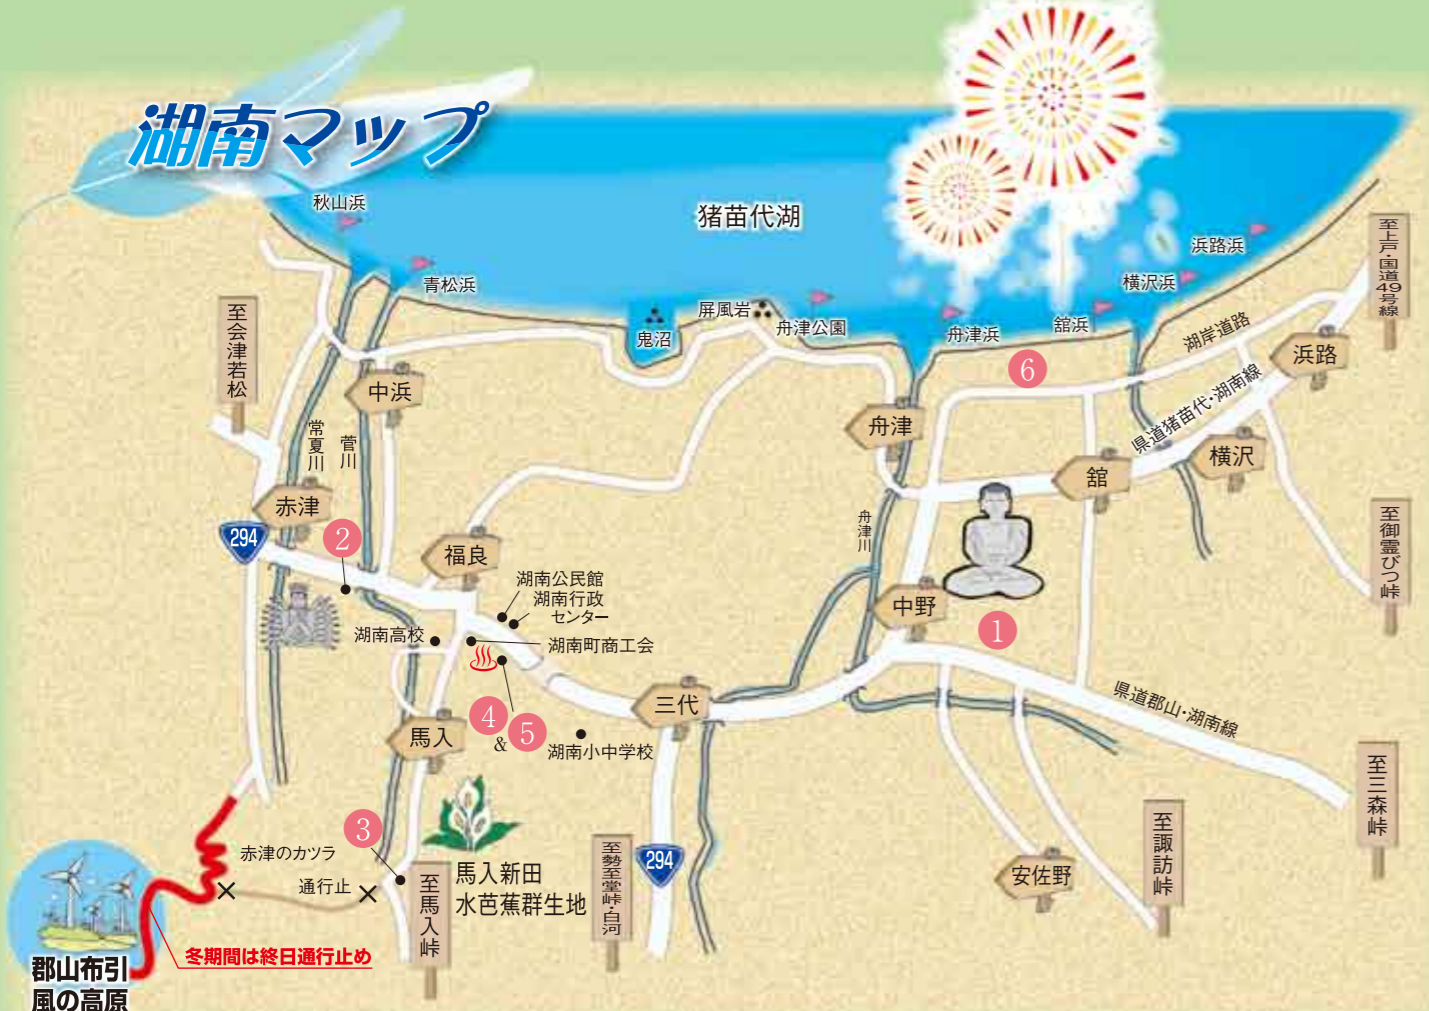 湖南マップ
秋山浜
猪苗代湖
浜路浜
至上戸・国道49号線
青松浜
横沢浜
屏風岩
鬼沼
舟津公園
舟津浜
舘浜
湖岸道路
浜路
至会津若松
中浜
6
県道猪苗代・湖南線
常夏川
菅川
舟津
舘
横沢
赤津
294
2
福良
舟津川
至御霊びつ峠
湖南公民館
湖南行政
センター
中野
1
湖南高校
湖南町商工会
三代
県道郡山・湖南線
4
&
5
馬入
湖南小中学校
至三森峠
3
赤津のカツラ
通行止
馬入新田
水芭蕉群生地
至馬入峠
至勢至堂峠・白河
294
安佐野
至諏訪峠
冬期間は終日通行止め
郡山布引
風の高原